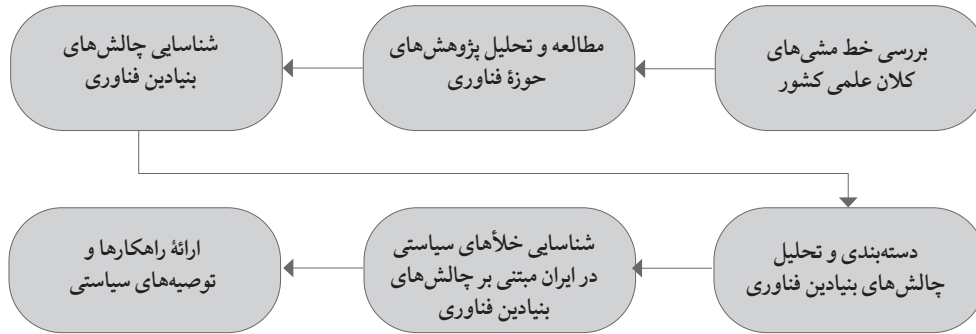 بررسی خط مشی‌های
کلان علمی کشور
مطالعه و تحلیل پژوهش‌های
حوزۀ فناوری
شناسایی چالش‌های
بنیادین فناوری
دسته‌بندی و تحلیل
چالش‌های بنیادین فناوری
شناسایی خلأهای سیاستی
در ایران مبتنی بر چالش‌های
بنیادین فناوری
ارائۀ راهکارها و
توصیه‌های سیاستی